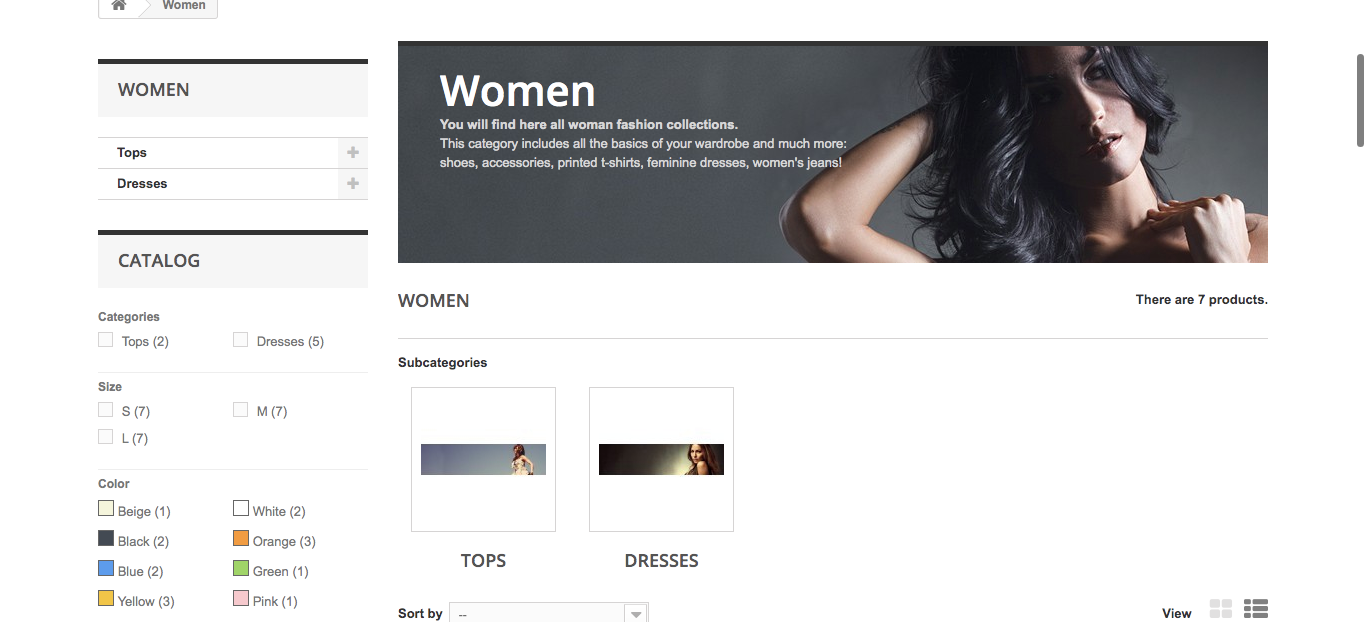 Women
WOMEN
Tops
Dresses
CATALOG
Categories
Tops (2) Dresses (5)
Size
S (7) M (7)
L (7)
Color
Beige (1) White (2)
Black (2) Orange (3)
Blue (2) Green (1)
Yellow (3) Pink (1)
Women
You will find here all woman fashion collections.
This category includes all the basics of your wardrobe and much more:
shoes, accessories, printed t-shirts, feminine dresses, women's jeans!
WOMEN There are 7 products.
Subcategories
TOPS DRESSES
Sort by -- View